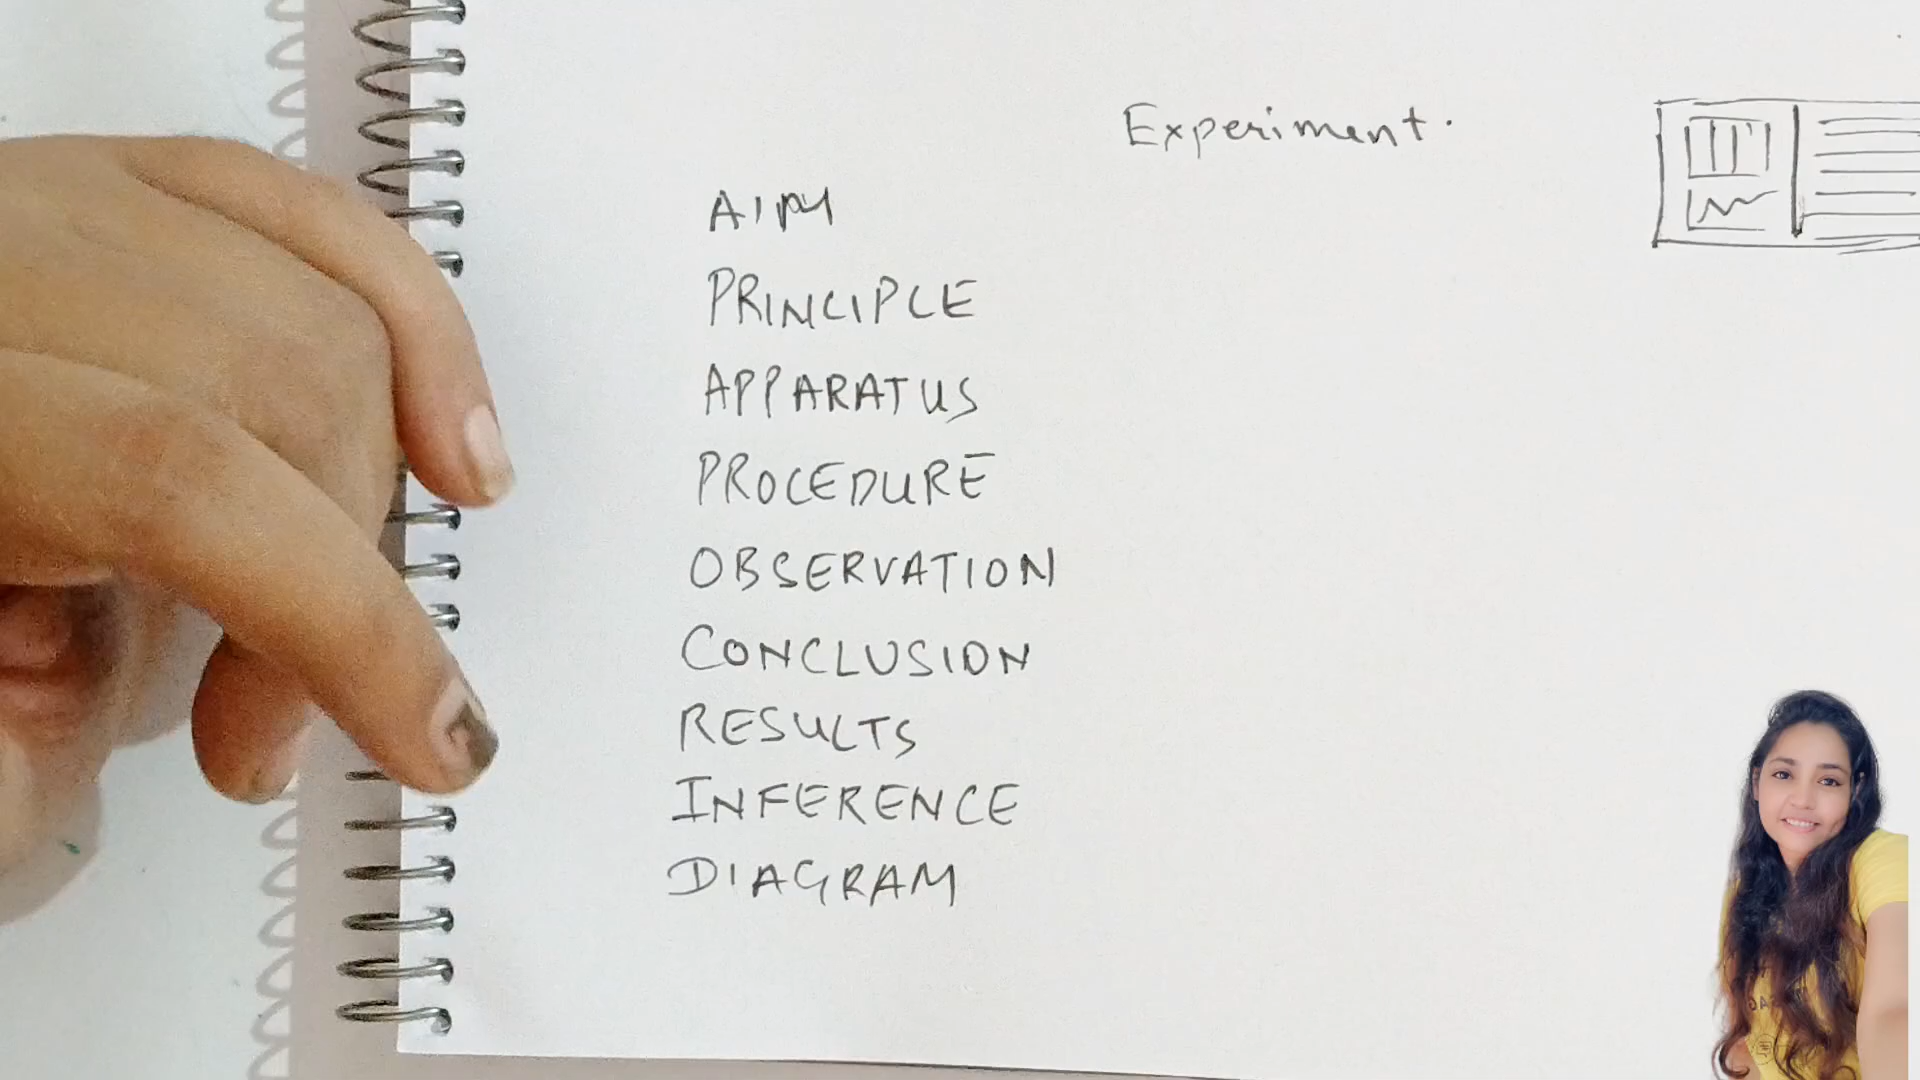 Experiment.
AIM
PRINCIPLE
APPARATUS
PROCEDURE
OBSERVATION
CONCLUSION
RESULTS
INFERENCE
DIAGRAM